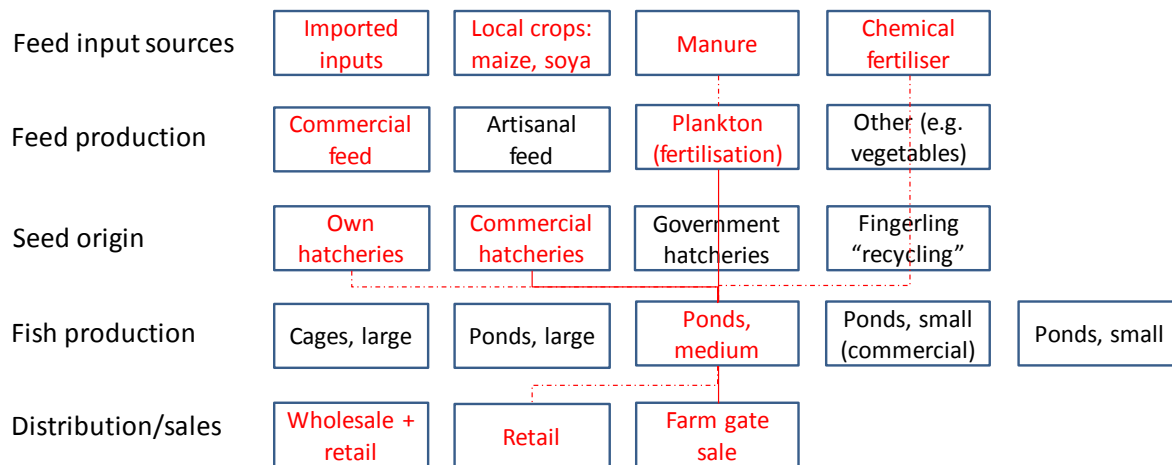 Feed input sources
Imported
inputs
Local crops:
maize, soya
Manure
Chemical
fertiliser
Feed production
Commercial
feed
Artisanal
feed
Plankton
(fertilisation)
Other (e.g.
vegetables)
Seed origin
Own
hatcheries
Commercial
hatcheries
Government
hatcheries
Fingerling
“recycling”
Fish production
Cages, large
Ponds, large
Ponds,
medium
Ponds, small
(commercial)
Ponds, small
Distribution/sales
Wholesale +
retail
Retail
Farm gate
sale